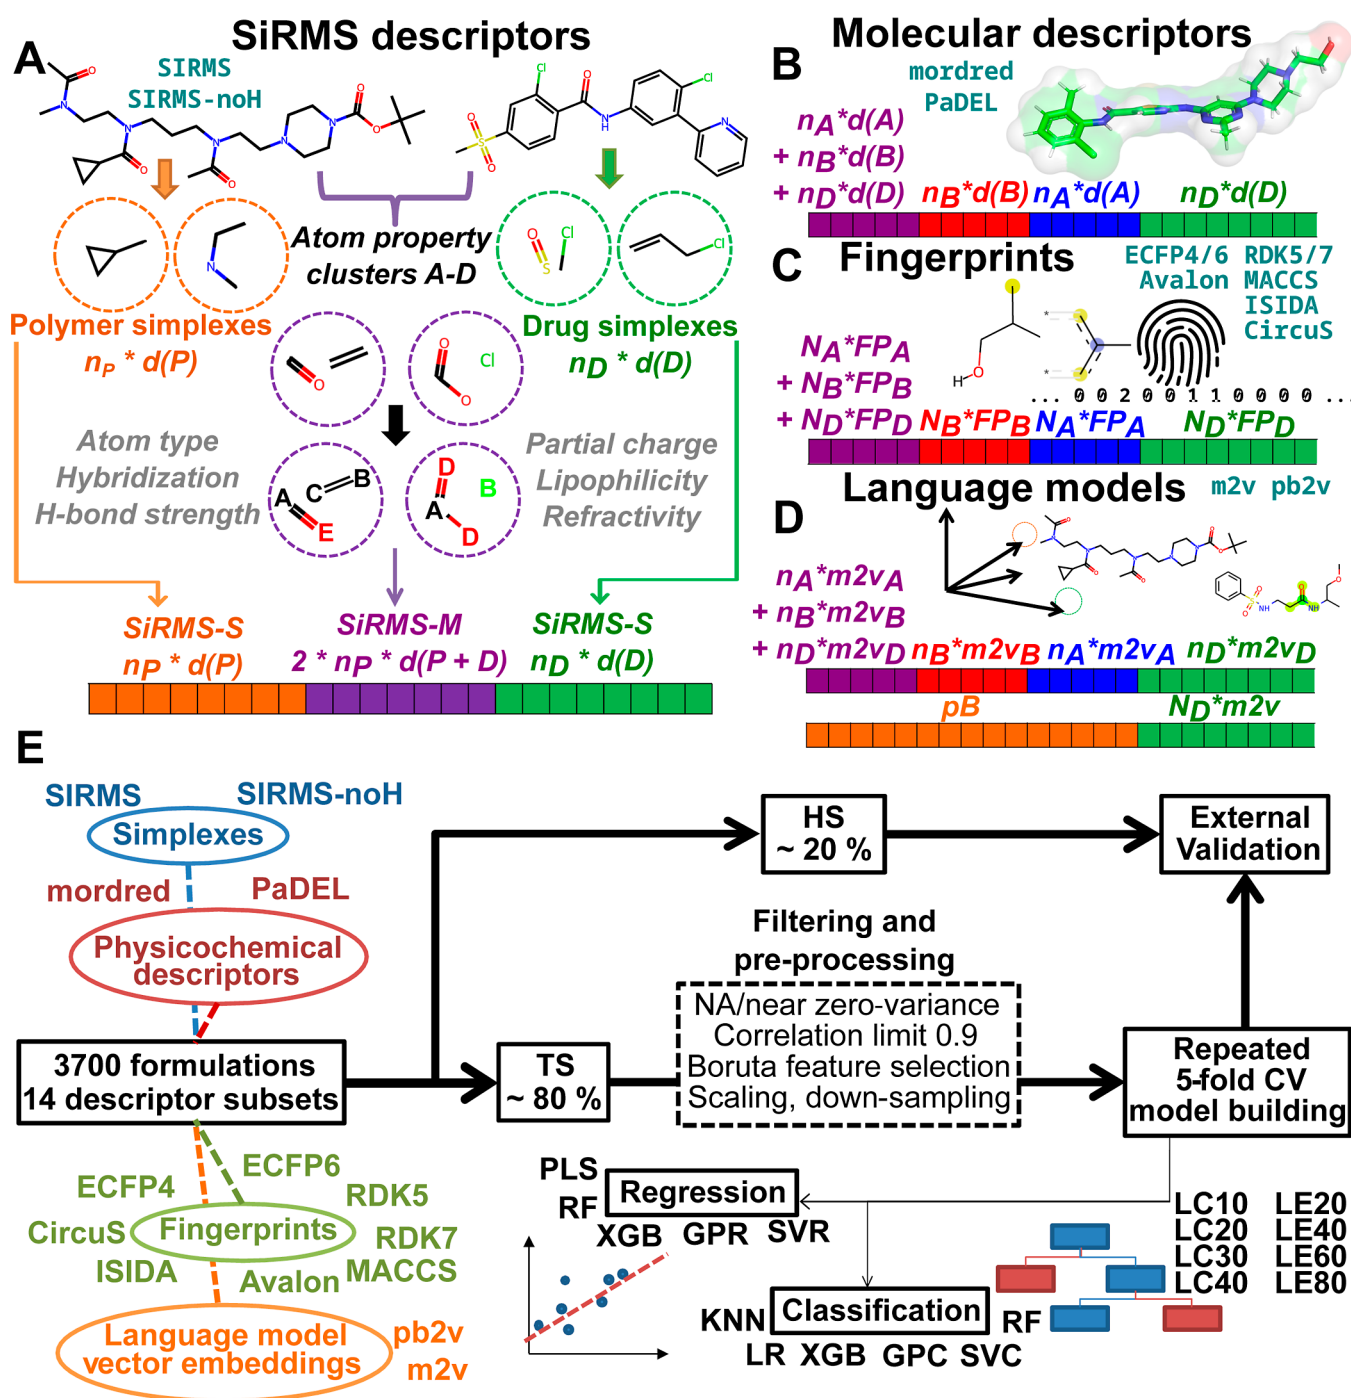 A
SiRMS descriptors
SIRMS
SIRMS-noH
Polymer simplexes
nP * d(P)
Atom property
clusters A-D
Drug simplexes
nD * d(D)
Atom type
Hybridization
H-bond strength
Partial charge
Lipophilicity
Refractivity
A C B
E
D
A B
D
SiRMS-S
nP * d(P)
SiRMS-M
2 * nP * d(P + D)
SiRMS-S
nD * d(D)
B
Molecular descriptors
mordred
PaDEL
nA*d(A)
+ nB*d(B)
+ nD*d(D) nB*d(B) nA*d(A) nD*d(D)
C
Fingerprints
ECFP4/6 RDK5/7
Avalon MACCS
ISIDA
CircuS
NA*FPA
+ NB*FPB
+ ND*FPD NB*FPB NA*FPA ND*FPD
... 0 0 2 0 0 1 1 0 0 0 0 ...
D
Language models
m2v pb2v
nA*m2vA
+ nB*m2vB
+ nD*m2vD nB*m2vB nA*m2vA nD*m2vD
pB ND*m2v
E
SIRMS SIRMS-noH
Simplexes
mordred PaDEL
Physicochemical
descriptors
3700 formulations
14 descriptor subsets
ECFP4 ECFP6
RDK5
CircuS Fingerprints RDK7
ISIDA Avalon MACCS
Language model
vector embeddings
pb2v
m2v
HS
~ 20 %
External
Validation
TS
~ 80 %
Filtering and
pre-processing
NA/near zero-variance
Correlation limit 0.9
Boruta feature selection
Scaling, down-sampling
Repeated
5-fold CV
model building
PLS
RF
Regression
XGB GPR SVR
KNN Classification RF
LR XGB GPC SVC
LC10 LE20
LC20 LE40
LC30 LE60
LC40 LE80